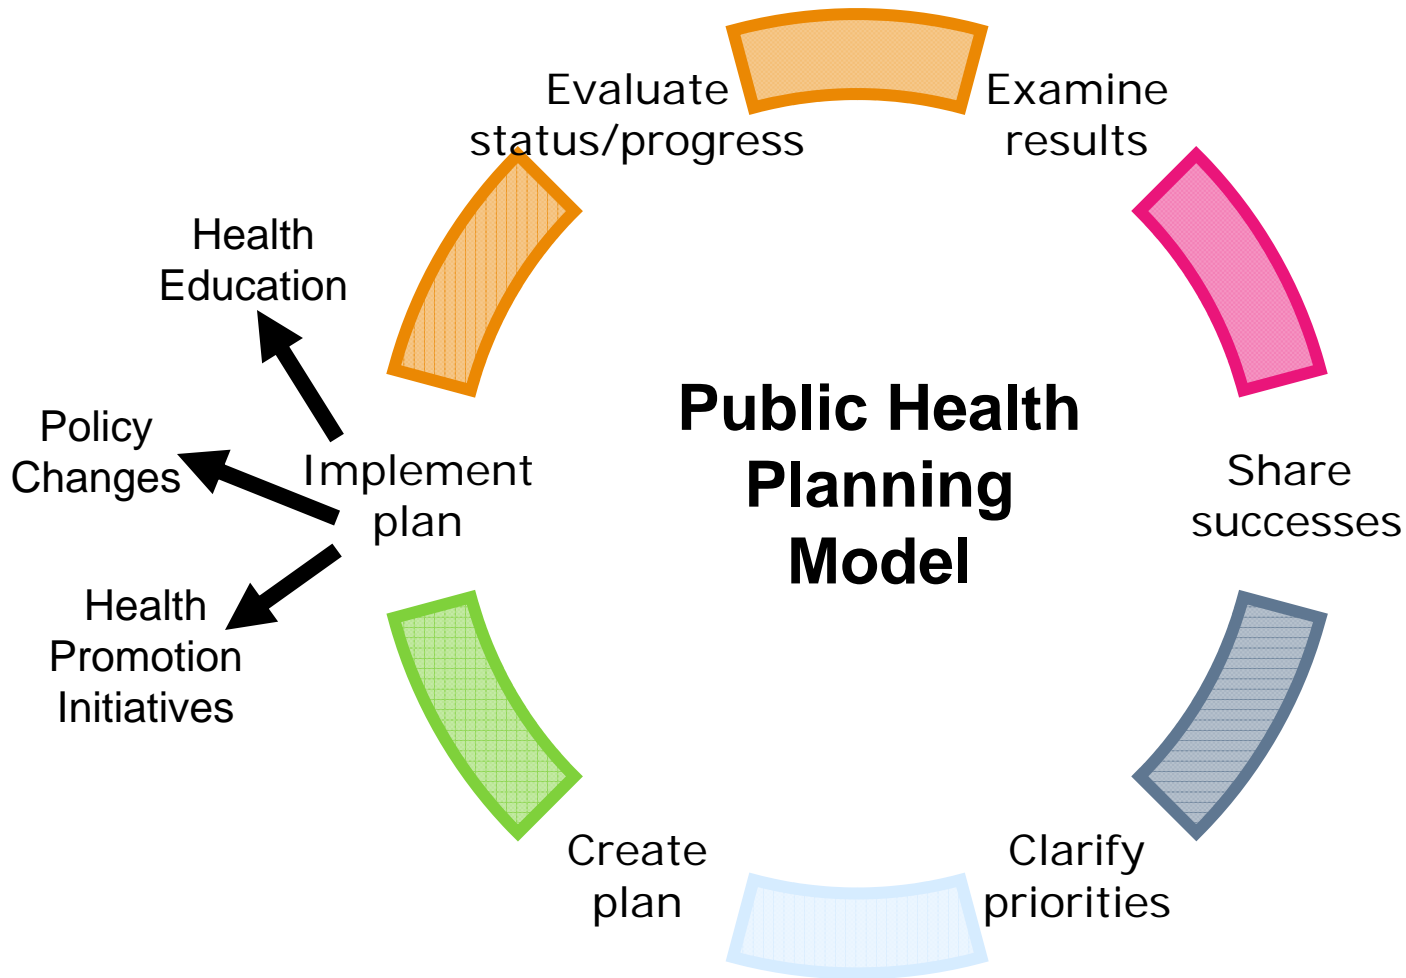 Evaluate
status/progress
Examine
results
Health
Education
Policy
Changes
Implement
plan
Health
Promotion
Initiatives
Public Health
Planning
Model
Share
successes
Create
plan
Clarify
priorities